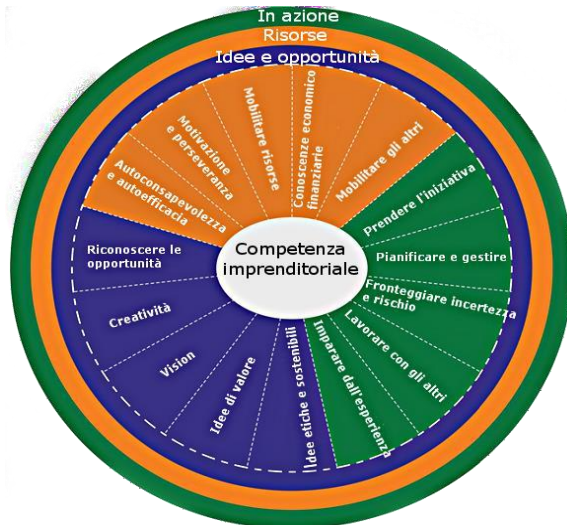 In azione
Risorse
Idee e opportunità
Autoconsapevolezza
e autoefficacia
Motivazione
e perseveranza
Mobilitare risorse
Conoscenze economico
finanziarie
Mobilitare gli altri
Prendere l'iniziativa
Pianificare e gestire
Fronteggiare incertezza
e rischio
Lavorare con gli altri
Imparare dall'esperienza
Idee etiche e sostenibili
Idee di valore
Vision
Creatività
Riconoscere le
opportunità
Competenza
imprenditoriale